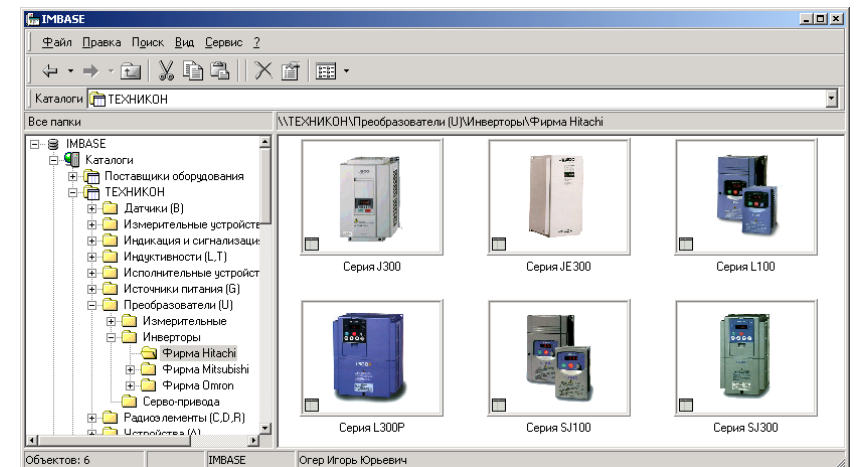 IMBASE
Файл Правка Поиск Вид Сервис ?
Каталоги ТЕХНИКОН
Все папки
\\ТЕХНИКОН\Преобразователи (U)\Инверторы\Фирма Hitachi
IMBASE
Каталоги
Поставщики оборудования
ТЕХНИКОН
Датчики (B)
Измерительные устройств
Индикация и сигнализаци
Индуктивности (L,T)
Исполнительные устройст
Источники питания (G)
Преобразователи (U)
Измерительные
Инверторы
Фирма Hitachi
Фирма Mitsubishi
Фирма Omron
Серво-привода
Радиоэлементы (C,D,R)
Устройства (A)
Серия J300
Серия JE300
Серия L100
Серия L300P
Серия SJ100
Серия SJ300
Объектов: 6
IMBASE
Огер Игорь Юрьевич